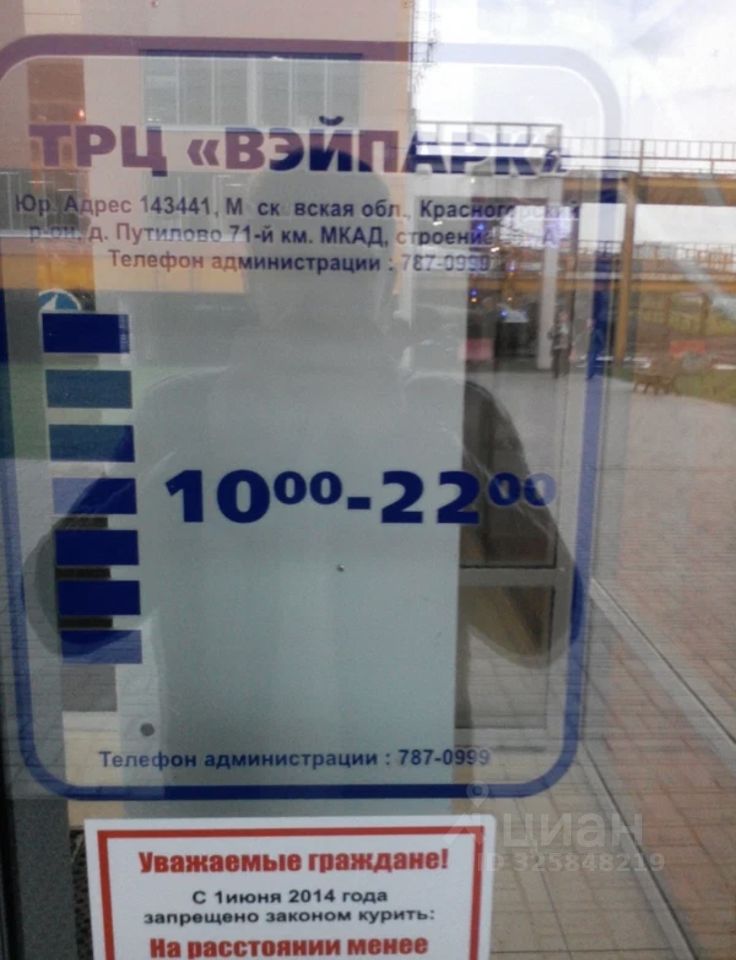 ТРЦ «ВЭЙПАРК»
Юр. Адрес 143441, М ск вская обл., Красногорский
р-он, д. Путилово 71-й км. МКАД, строение
Телефон администрации : 787-0999
10⁰⁰-22⁰⁰
Телефон администрации : 787-0999
Уважаемые граждане!
С 1июня 2014 года
запрещено законом курить:
На расстоянии менее
циан
ID 325848219